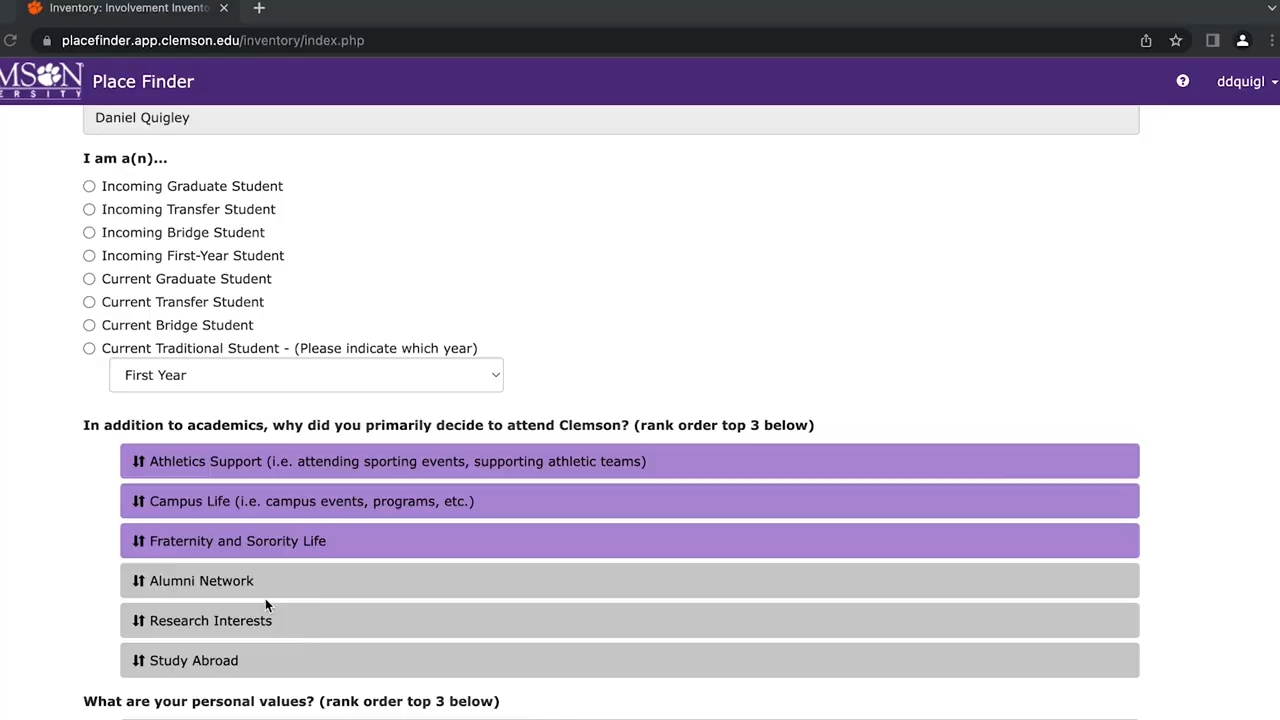 Inventory: Involvement Invento
placefinder.app.clemson.edu/inventory/index.php
MSON
ERSITY
Place Finder
ddquigl
Daniel Quigley
I am a(n)...
Incoming Graduate Student
Incoming Transfer Student
Incoming Bridge Student
Incoming First-Year Student
Current Graduate Student
Current Transfer Student
Current Bridge Student
Current Traditional Student - (Please indicate which year)
First Year
In addition to academics, why did you primarily decide to attend Clemson? (rank order top 3 below)
Athletics Support (i.e. attending sporting events, supporting athletic teams)
Campus Life (i.e. campus events, programs, etc.)
Fraternity and Sorority Life
Alumni Network
Research Interests
Study Abroad
What are your personal values? (rank order top 3 below)